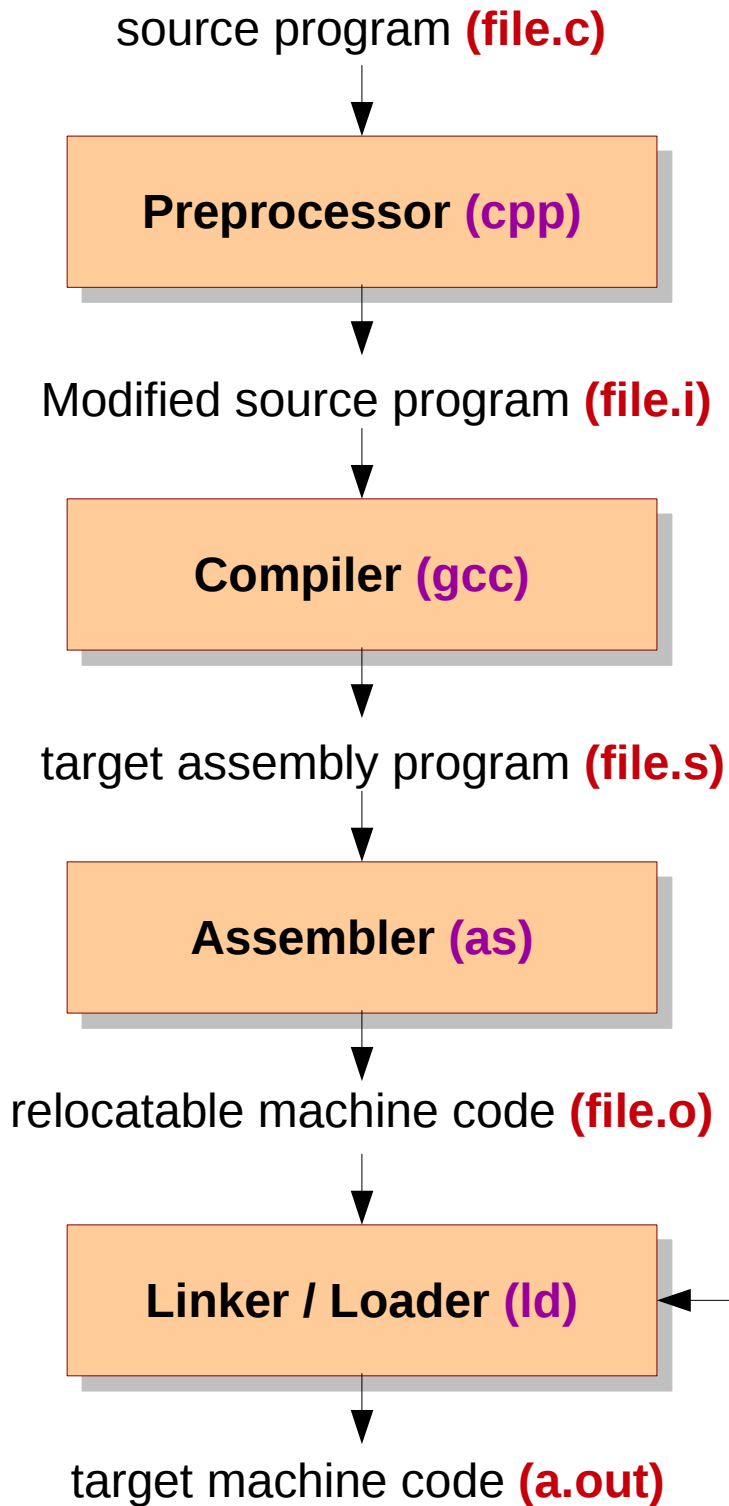 source program (file.c)
Preprocessor (cpp)
Modified source program (file.i)
Compiler (gcc)
target assembly program (file.s)
Assembler (as)
relocatable machine code (file.o)
Linker / Loader (ld)
target machine code (a.out)